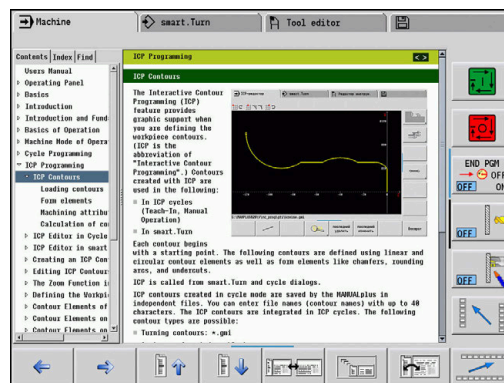 Machine
smart.Turn
Tool editor
Contents Index Find
Users Manual
Operating Panel
Basics
Introduction
Introduction and Fund
Basics of Operation
Machine Mode of Opera
Cycle Programming
ICP Programming
ICP Contours
Loading contours
Form elements
Machining attribu
Calculation of co
ICP Editor in Cycle
ICP Editor in smart
Creating an ICP Con
Editing ICP Contour
The Zoom Function i
Defining the Workpi
Contour Elements of
Contour Elements on
Contour Elements on
ICP Programming
ICP Contours
The Interactive Contour
Programming (ICP)
feature provides
graphic support when
you are defining the
workpiece contours.
(ICP is the
abbreviation of
"Interactive Contour
Programming".) Contours
created with ICP are
used in the following:
In ICP cycles
(Teach-In, Manual
Operation)
In smart.Turn
Each contour begins
with a starting point. The following contours are defined using linear and
circular contour elements as well as form elements like chamfers, rounding
arcs, and undercuts.
ICP is called from smart.Turn and cycle dialogs.
ICP contours created in cycle mode are saved by the MANUALplus in
independent files. You can enter file names (contour names) with up to 40
characters. The ICP contours are integrated in ICP cycles. The following
contour types are possible:
Turning contours: *.gmi
END PGM
OFF
OFF ON
OFF
OFF